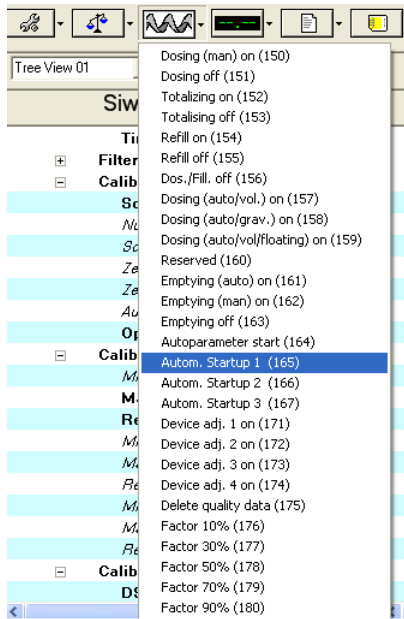 --.--
Tree View 01
Siw
Ti
Filter
Calib
Sc
Nu
Sc
Ze
Ze
Au
Op
Calib
Mi
Ma
Re
Mi
Ma
Re
Mi
Ma
Re
Calib
DS
Dosing (man) on (150)
Dosing off (151)
Totalizing on (152)
Totalising off (153)
Refill on (154)
Refill off (155)
Dos./Fill. off (156)
Dosing (auto/vol.) on (157)
Dosing (auto/grav.) on (158)
Dosing (auto/vol/floating) on (159)
Reserved (160)
Emptying (auto) on (161)
Emptying (man) on (162)
Emptying off (163)
Autoparameter start (164)
Autom. Startup 1 (165)
Autom. Startup 2 (166)
Autom. Startup 3 (167)
Device adj. 1 on (171)
Device adj. 2 on (172)
Device adj. 3 on (173)
Device adj. 4 on (174)
Delete quality data (175)
Factor 10% (176)
Factor 30% (177)
Factor 50% (178)
Factor 70% (179)
Factor 90% (180)